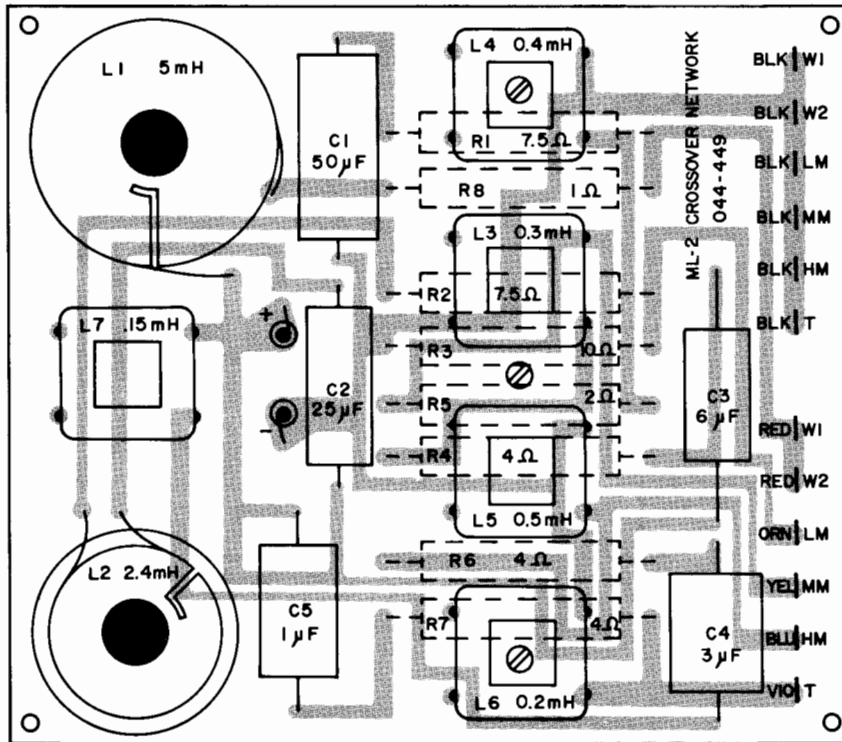 L1 5mH
C1
50µF
L4 0.4mH
R1 7.5Ω
R8 1Ω
L3 0.3mH
R2 7.5Ω
R3 10Ω
R5 2Ω
R4 4Ω
L5 0.5mH
R6 4Ω
R7 4Ω
L6 0.2mH
L7 .15mH
+
-
C2
25µF
L2 2.4mH
C5
1µF
C3
6µF
C4
3µF
ML-2 CROSSOVER NETWORK
044-449
BLK W1
BLK W2
BLK LM
BLK MM
BLK HM
BLK T
RED W1
RED W2
ORN LM
YEL MM
BLU HM
VIO T